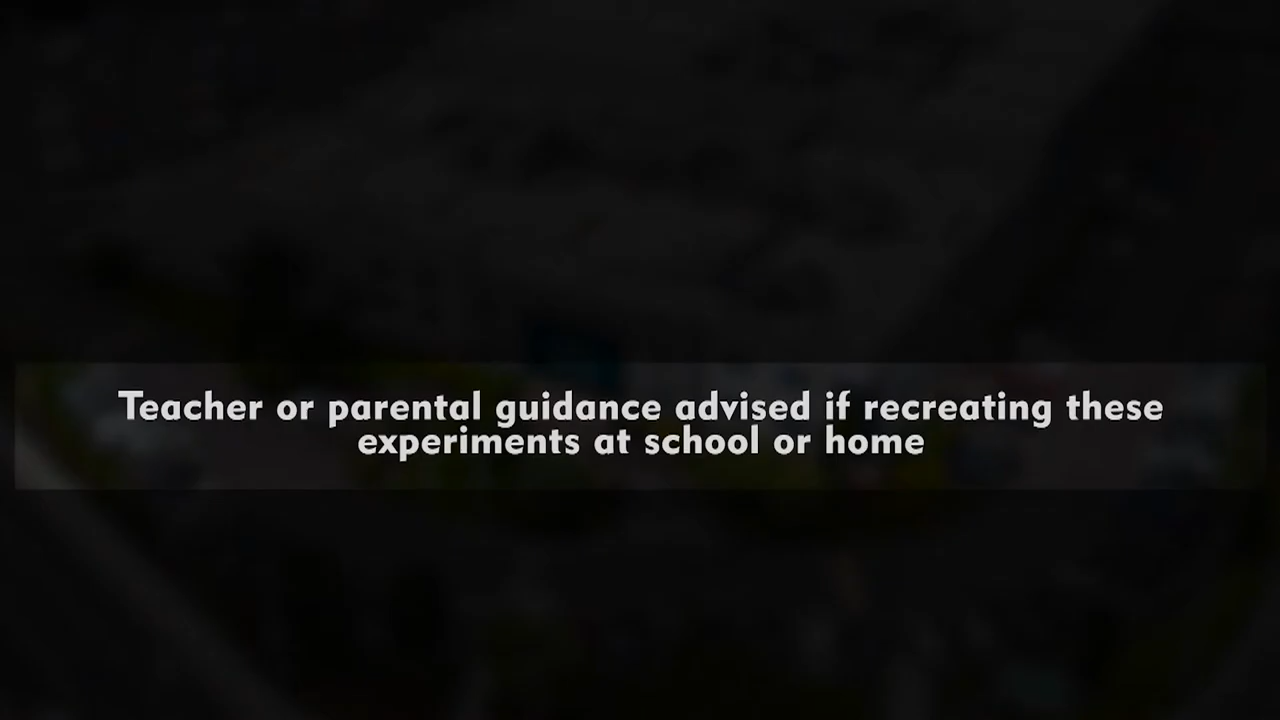 Teacher or parental guidance advised if recreating these
experiments at school or home